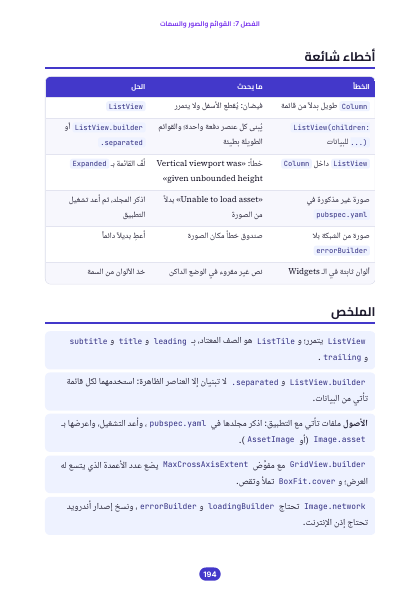 الفصل 7: القوائم والصور والسمات
أخطاء شائعة
الخطأ ما يحدث الحل
Column طويل بدلاً من قائمة فيضان: يُقطع الأسفل ولا يتمرر ListView
ListView(children: يُبنى كل عنصر دفعة واحدة؛ والقوائم ListView.builder أو
[...]) للبيانات الطويلة بطيئة .separated
ListView داخل Column خطأ: «Vertical viewport was لُفّ القائمة بـ Expanded
given unbounded height»
صورة غير مذكورة في «Unable to load asset» بدلاً اذكر المجلد، ثم أعد تشغيل
pubspec.yaml من الصورة التطبيق
صورة من الشبكة بلا صندوق خطأ مكان الصورة أعطِ بديلاً دائماً
errorBuilder
ألوان ثابتة في الـ Widgets نص غير مقروء في الوضع الداكن خذ الألوان من السمة
الملخص
ListView يتمرر؛ و ListTile هو الصف المعتاد، بـ leading و title و subtitle
و trailing .
ListView.builder و .separated لا تبنيان إلا العناصر الظاهرة: استخدمهما لكل قائمة
تأتي من البيانات.
الأصول ملفات تأتي مع التطبيق: اذكر مجلدها في pubspec.yaml ، وأعد التشغيل، واعرضها بـ
Image.asset (أو AssetImage ).
GridView.builder مع مفوّض MaxCrossAxisExtent يضع عدد الأعمدة الذي يتسع له
العرض؛ و BoxFit.cover تملأ وتقص.
Image.network تحتاج loadingBuilder و errorBuilder ، ونسخ إصدار أندرويد
تحتاج إذن الإنترنت.
194